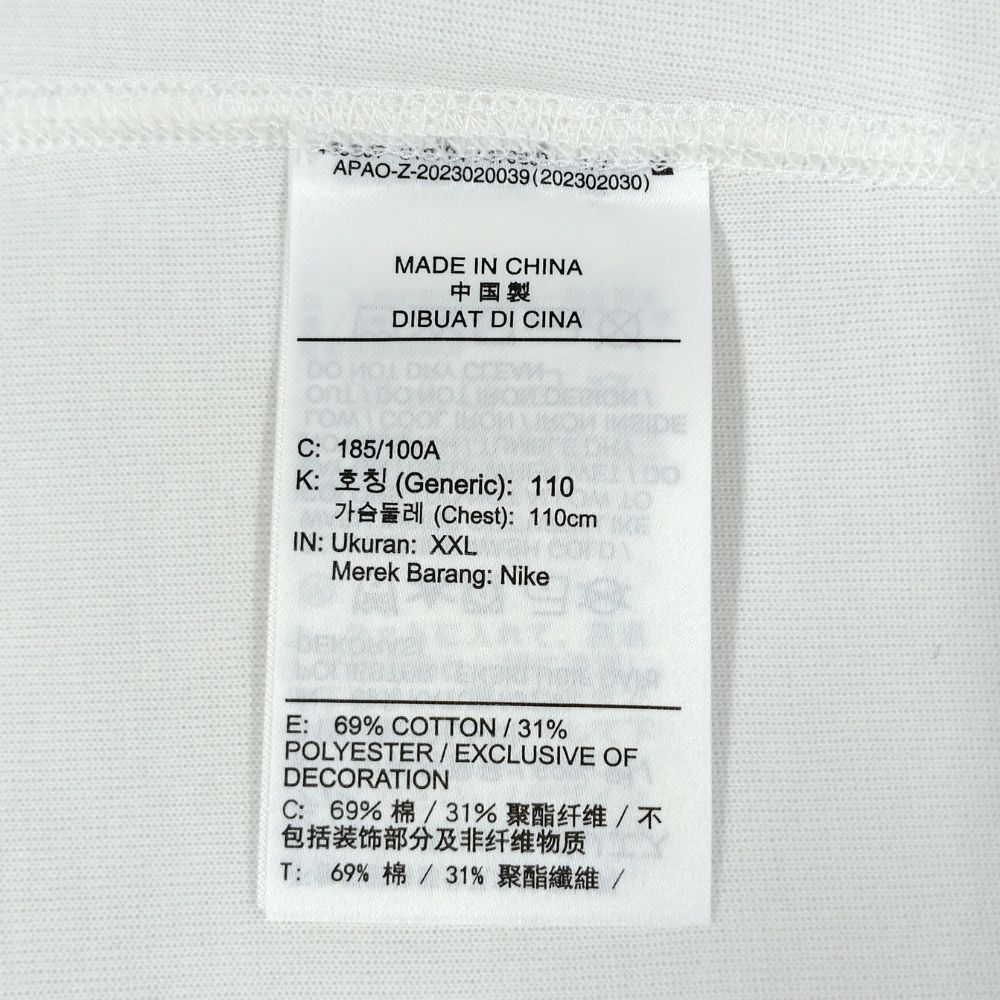 APAO-Z-2023020039(202302030)
MADE IN CHINA
中国製
DIBUAT DI CINA
C: 185/100A
K: 호칭 (Generic): 110
가슴둘레 (Chest): 110cm
IN: Ukuran: XXL
Merek Barang: Nike
E: 69% COTTON / 31%
POLYESTER / EXCLUSIVE OF
DECORATION
C: 69% 棉 / 31% 聚酯纤维 / 不
包括装饰部分及非纤维物质
T: 69% 棉 / 31% 聚酯纖維 /